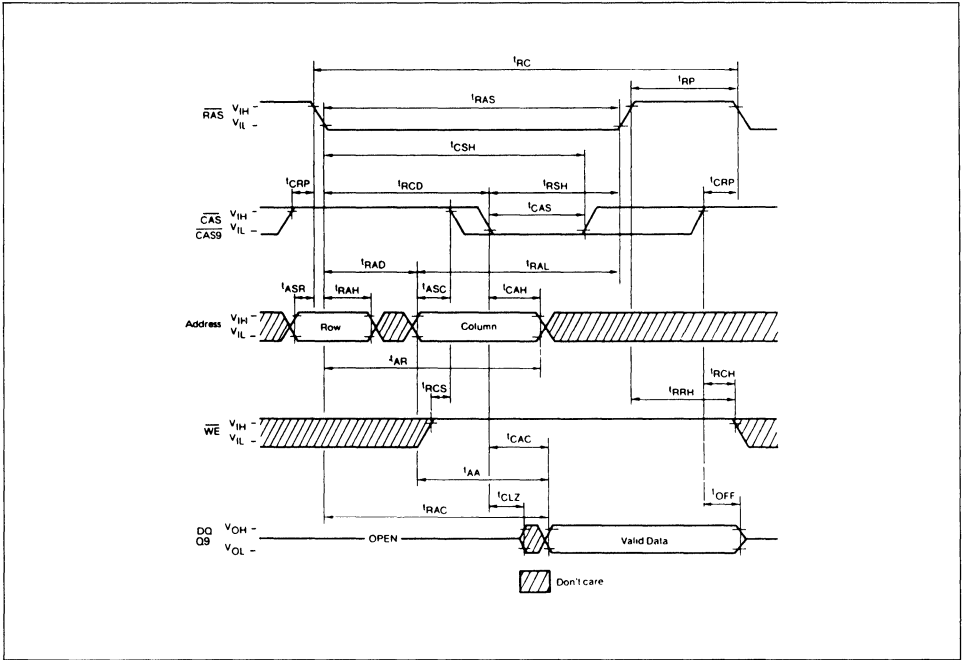 tRC
tRP
tRAS
RAS VIH
VIL
tCSH
tCRP tRCD tRSH tCRP
tCAS
CAS VIH
CAS9 VIL
tRAD tRAL
tASR tRAH tASC tCAH
Address VIH
VIL
Row Column
tAR
tRCS tRCH
tRRH
WE VIH
VIL
tCAC
tAA
tCLZ tOFF
tRAC
DQ VOH
Q9 VOL
OPEN Valid Data
Don't care